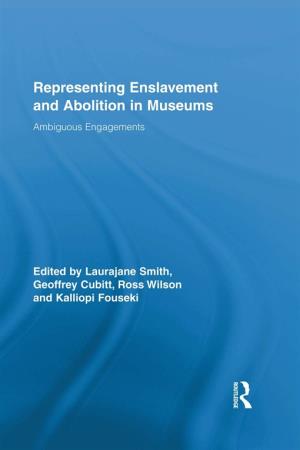 Representing Enslavement
and Abolition in Museums
Ambiguous Engagements
Edited by Laurajane Smith,
Geoffrey Cubitt, Ross Wilson
and Kalliopi Fouseki
ROUTLEDGE